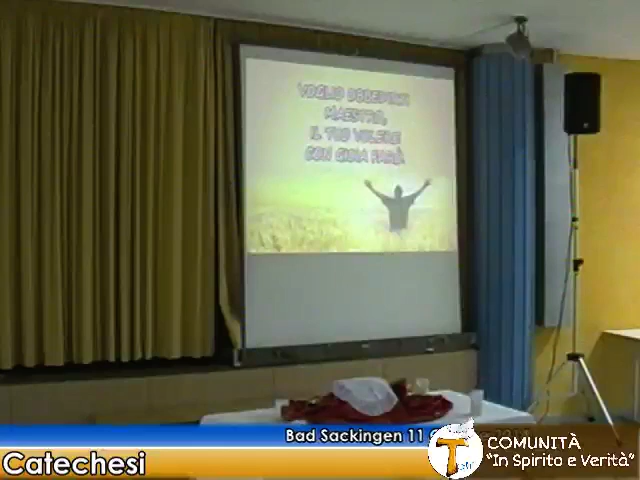 VOGLIO OBBEDIRTI
MAESTRO,
IL TUO VOLERE
CON GIOIA FARÒ
Bad Sackingen 11
Catechesi
COMUNITÀ
"In Spirito e Verità"